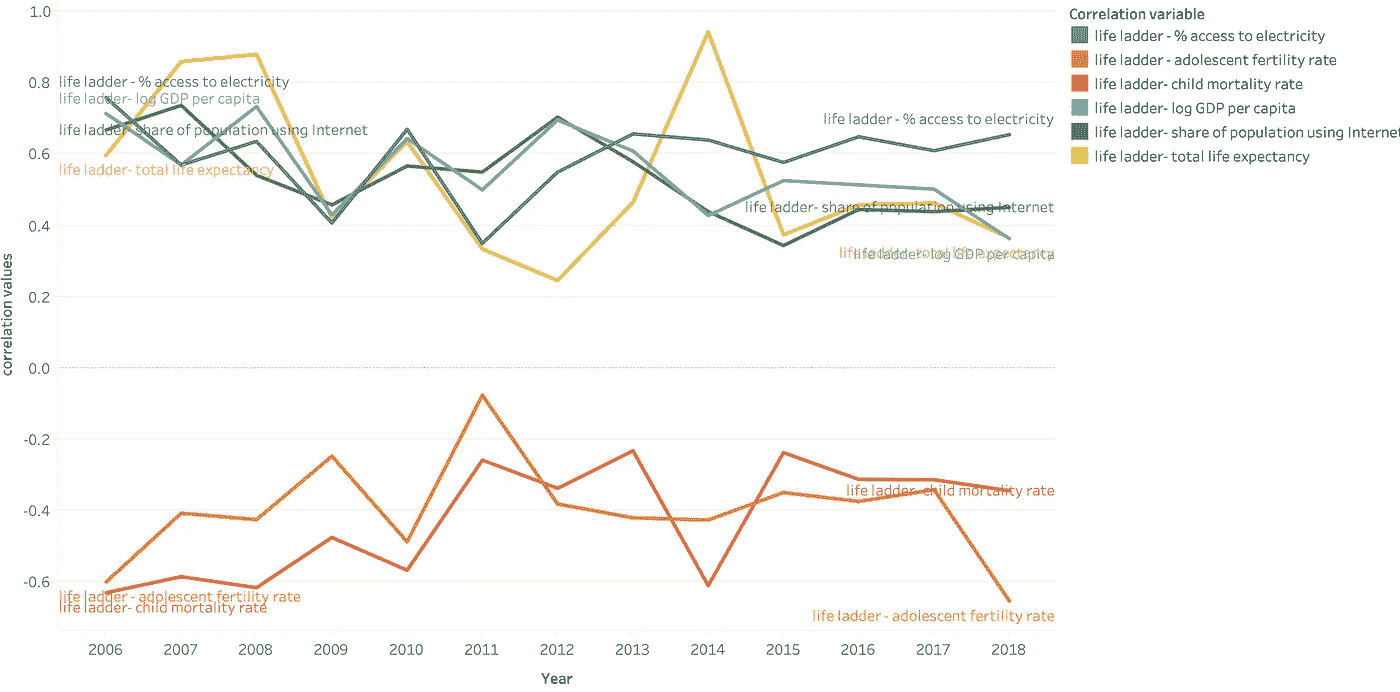 1.0
0.8
0.6
0.4
0.2
0.0
-0.2
-0.4
-0.6
correlation values
life ladder - % access to electricity
life ladder- log GDP per capita
life ladder- share of population using Internet
life ladder- total life expectancy
life ladder - % access to electricity
life ladder- share of population using Internet
life ladder- total life expectancy
life ladder- log GDP per capita
life ladder- child mortality rate
life ladder - adolescent fertility rate
life ladder- child mortality rate
life ladder - adolescent fertility rate
2006 2007 2008 2009 2010 2011 2012 2013 2014 2015 2016 2017 2018
Year
Correlation variable
life ladder - % access to electricity
life ladder - adolescent fertility rate
life ladder- child mortality rate
life ladder- log GDP per capita
life ladder- share of population using Internet
life ladder- total life expectancy